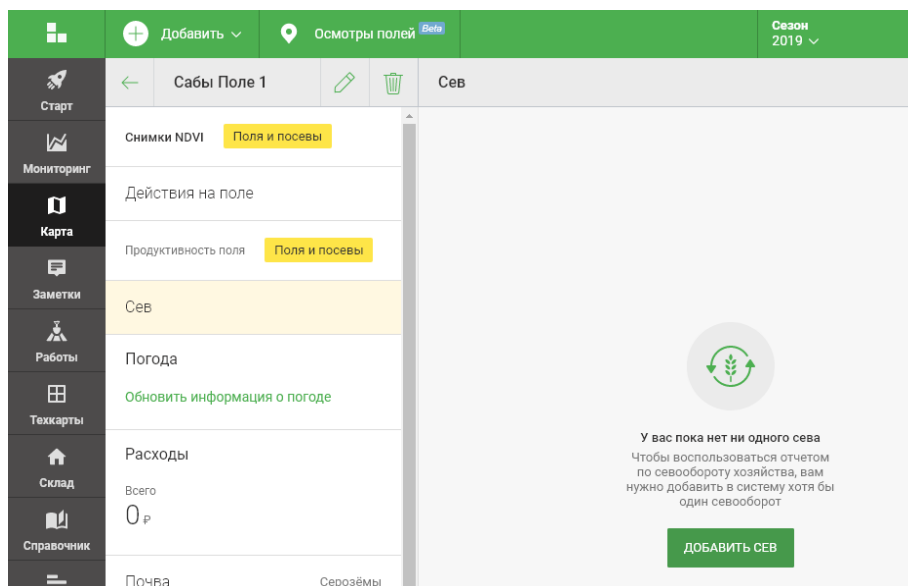 Добавить
Осмотры полей Beta
Сезон
2019
Старт
Мониторинг
Карта
Заметки
Работы
Техкарты
Склад
Справочник
Сабы Поле 1
Снимки NDVI Поля и посевы
Действия на поле
Продуктивность поля Поля и посевы
Сев
Погода
Обновить информация о погоде
Расходы
Всего
0 ₽
Почва Серозёмы
Сев
У вас пока нет ни одного сева
Чтобы воспользоваться отчетом
по севообороту хозяйства, вам
нужно добавить в систему хотя бы
один севооборот
ДОБАВИТЬ СЕВ